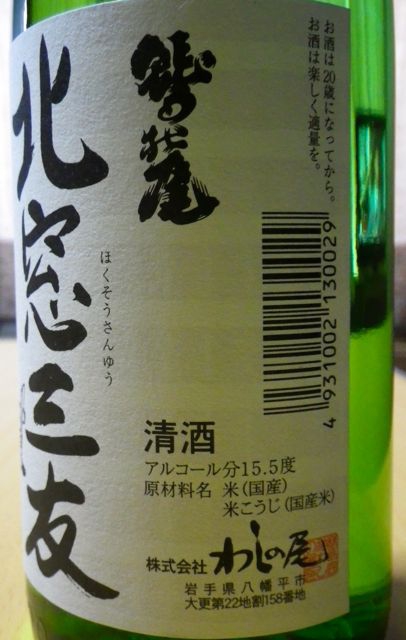 お酒は20歳になってから。
お酒は楽しく適量を。
鷲の尾
北窓三友
ほくそうさんゆう
4 931002 130029
清酒
アルコール分15.5度
原材料名 米(国産)
米こうじ(国産米)
株式会社 わしの尾
岩手県八幡平市
大更第22地割158番地